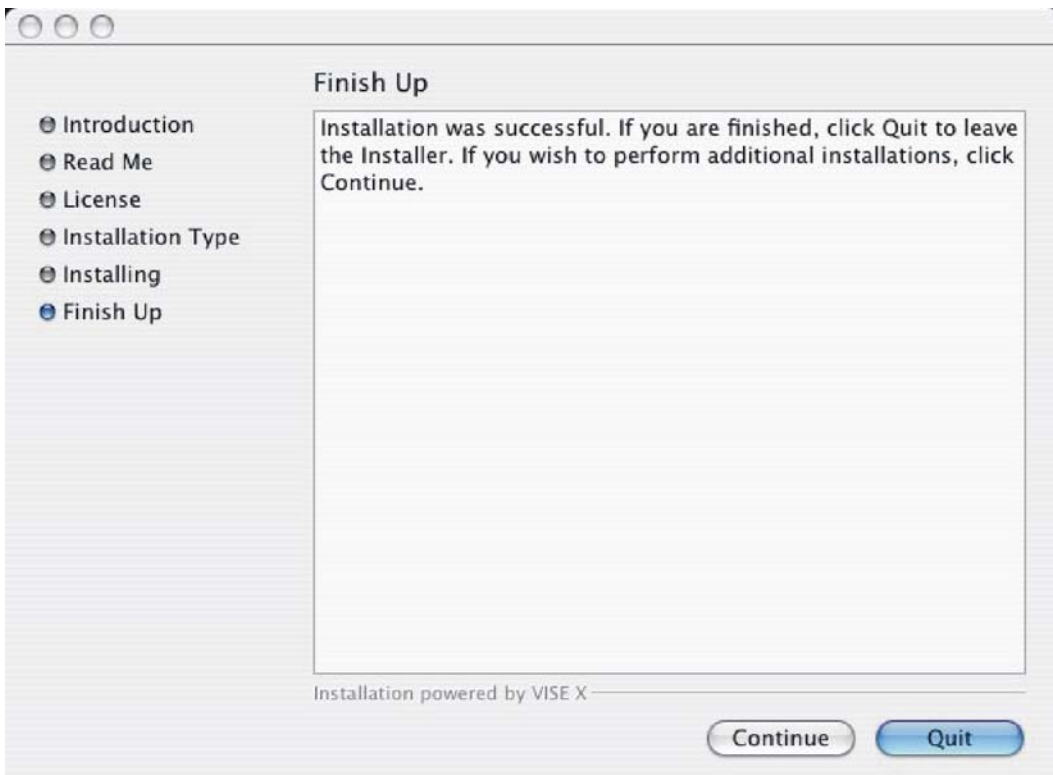 Finish Up
Introduction
Read Me
License
Installation Type
Installing
Finish Up
Installation was successful. If you are finished, click Quit to leave
the Installer. If you wish to perform additional installations, click
Continue.
Installation powered by VISE X
Continue
Quit